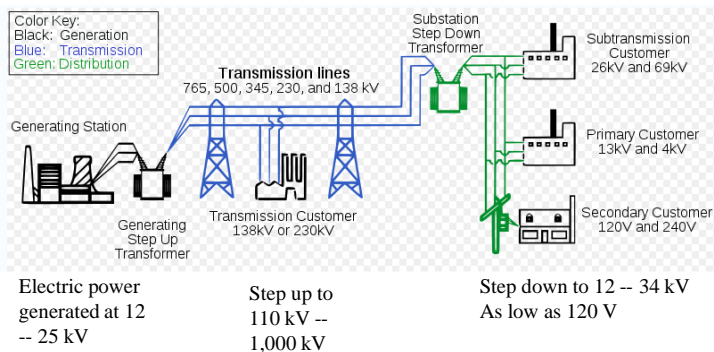 Color Key:
Black: Generation
Blue: Transmission
Green: Distribution
Substation
Step Down
Transformer
Subtransmission
Customer
26kV and 69kV
Transmission lines
765, 500, 345, 230, and 138 kV
Generating Station
Primary Customer
13kV and 4kV
Generating
Step Up
Transformer
Transmission Customer
138kV or 230kV
Secondary Customer
120V and 240V
Electric power
generated at 12
-- 25 kV
Step up to
110 kV --
1,000 kV
Step down to 12 -- 34 kV
As low as 120 V